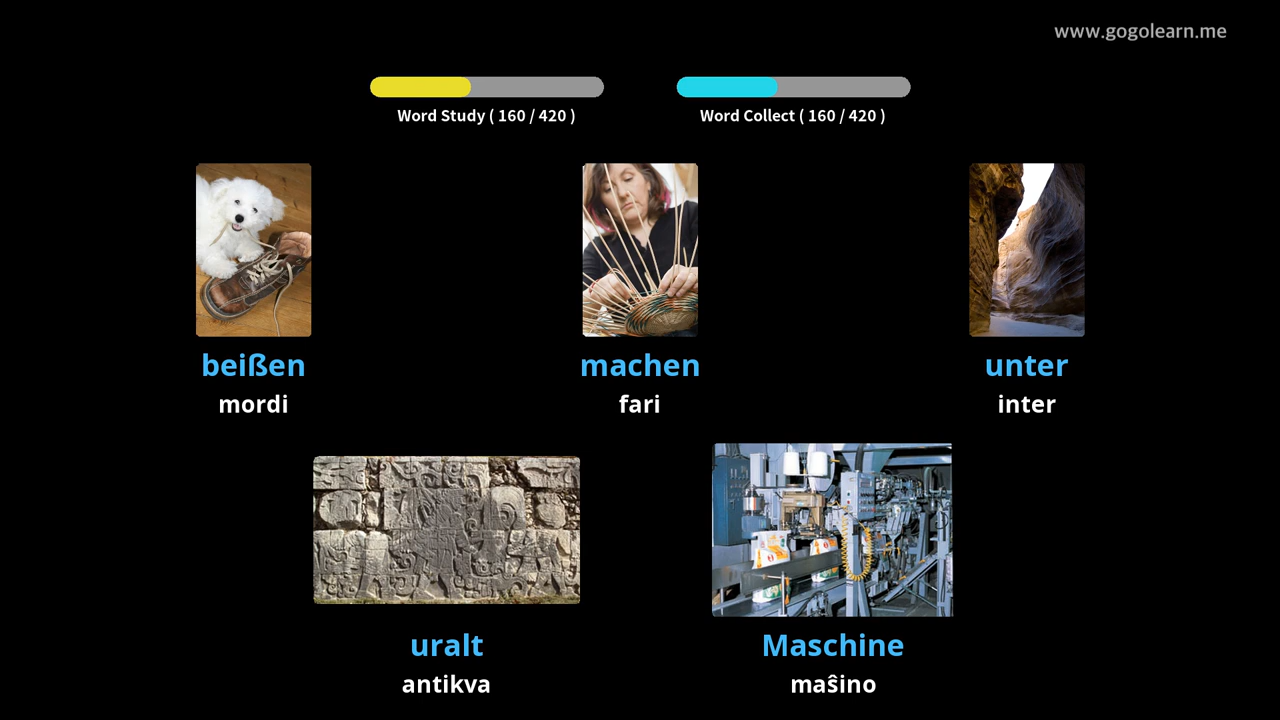 www.gogolearn.me
Word Study ( 160 / 420 )
Word Collect ( 160 / 420 )
beißen
mordi
machen
fari
unter
inter
uralt
antikva
Maschine
maŝino